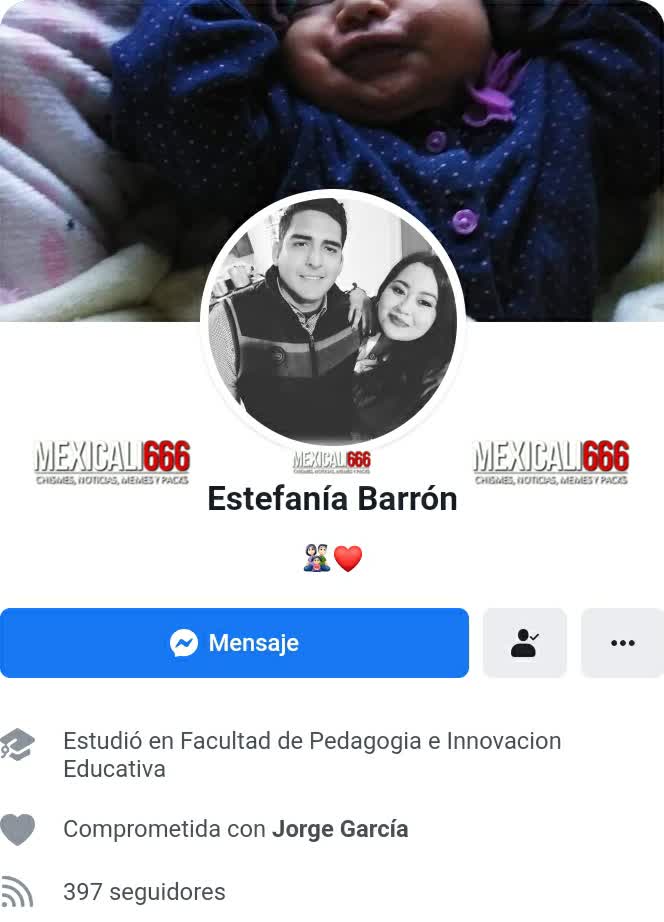 MEXICALI666
CHISMES, NOTICIAS, MEMES Y PACKS
MEXICALI666
CHISMES, NOTICIAS, MEMES Y PACKS
MEXICALI666
CHISMES, NOTICIAS, MEMES Y PACKS
Estefanía Barrón
Mensaje
Estudió en Facultad de Pedagogia e Innovacion
Educativa
Comprometida con Jorge García
397 seguidores